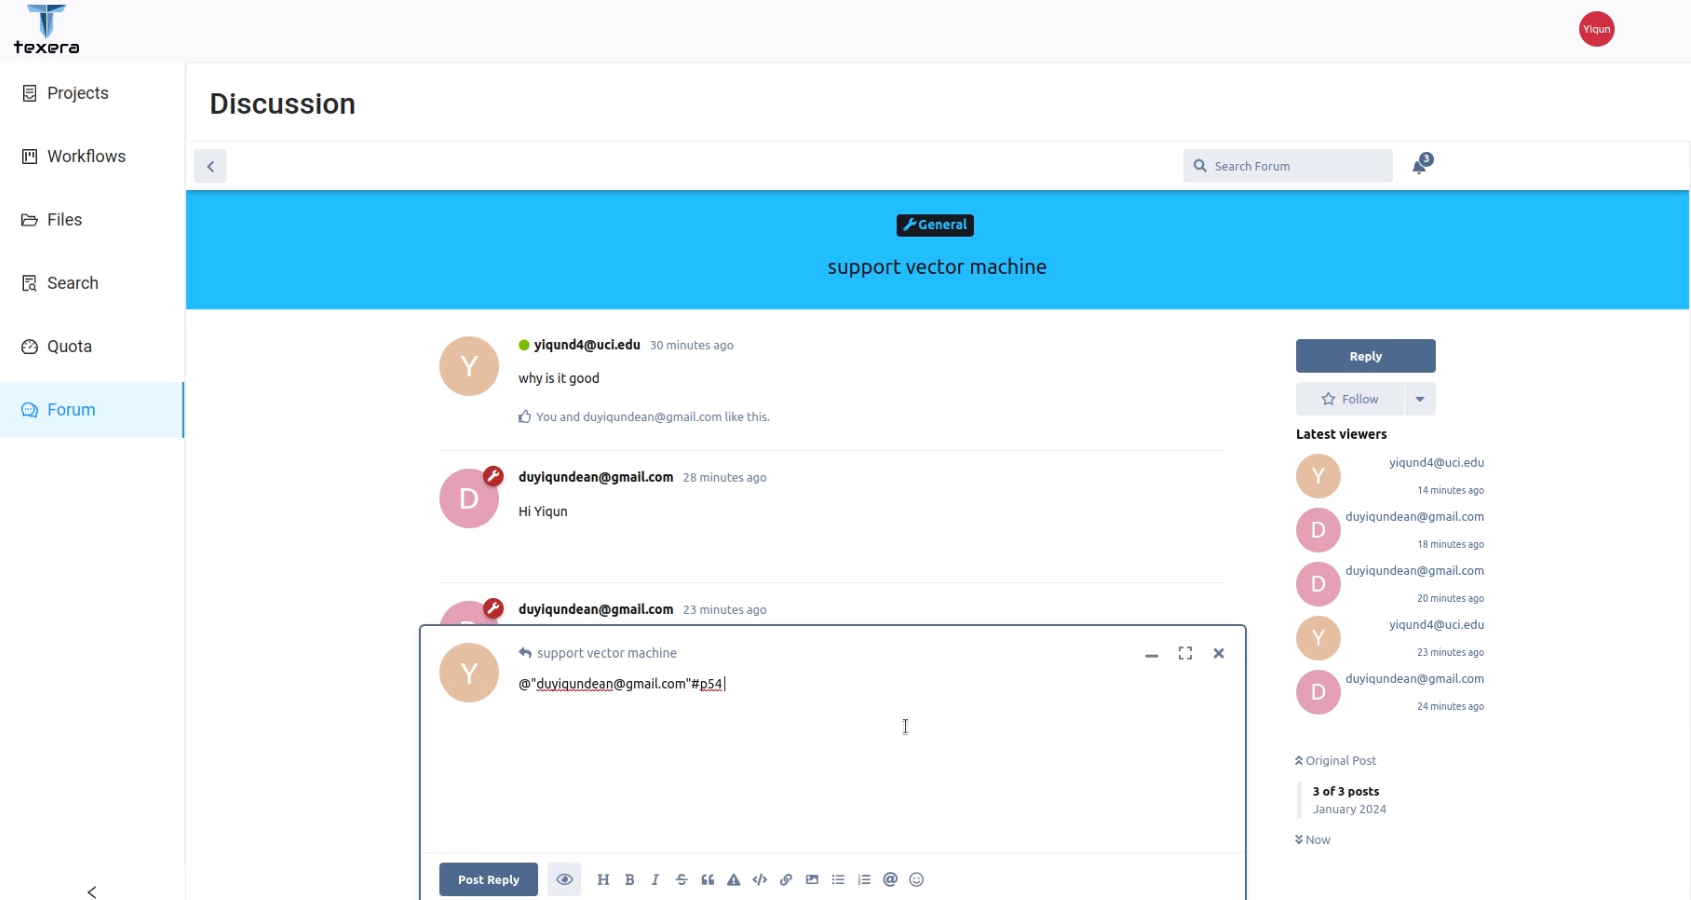 texera
Yiqun
Projects
Workflows
Files
Search
Quota
Forum
Discussion
Search Forum
3
General
support vector machine
Y
yiqund4@uci.edu 30 minutes ago
why is it good
You and duyiqundean@gmail.com like this.
D
duyiqundean@gmail.com 28 minutes ago
Hi Yiqun
duyiqundean@gmail.com 23 minutes ago
Y
support vector machine
@"duyiqundean@gmail.com"#p54
Post Reply
H B I S @
Reply
Follow
Latest viewers
Y
yiqund4@uci.edu
14 minutes ago
D
duyiqundean@gmail.com
18 minutes ago
D
duyiqundean@gmail.com
20 minutes ago
Y
yiqund4@uci.edu
23 minutes ago
D
duyiqundean@gmail.com
24 minutes ago
Original Post
3 of 3 posts
January 2024
Now